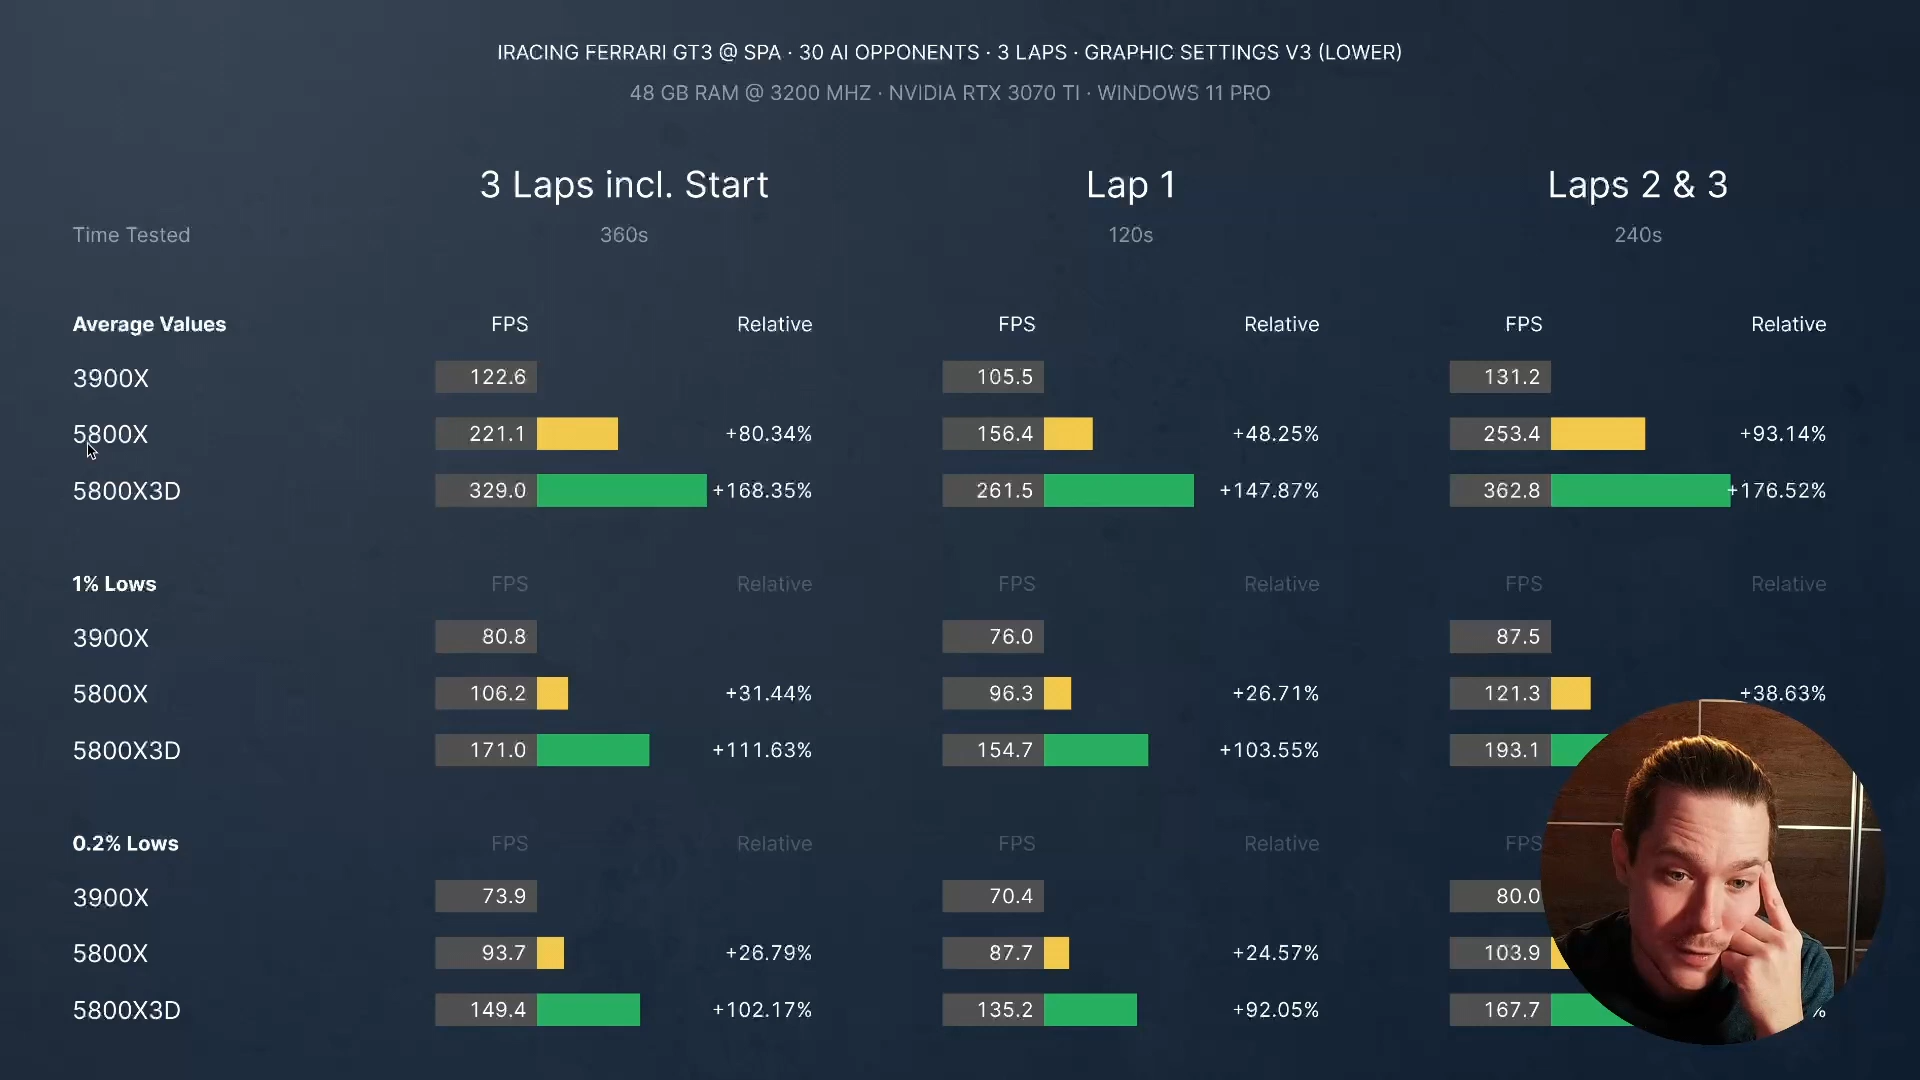 IRACING FERRARI GT3 @ SPA · 30 AI OPPONENTS · 3 LAPS · GRAPHIC SETTINGS V3 (LOWER)
48 GB RAM @ 3200 MHZ · NVIDIA RTX 3070 TI · WINDOWS 11 PRO
3 Laps incl. Start Lap 1 Laps 2 & 3
Time Tested 360s 120s 240s
Average Values FPS Relative FPS Relative FPS Relative
3900X 122.6 105.5 131.2
5800X 221.1 +80.34% 156.4 +48.25% 253.4 +93.14%
5800X3D 329.0 +168.35% 261.5 +147.87% 362.8 +176.52%
1% Lows FPS Relative FPS Relative FPS Relative
3900X 80.8 76.0 87.5
5800X 106.2 +31.44% 96.3 +26.71% 121.3 +38.63%
5800X3D 171.0 +111.63% 154.7 +103.55% 193.1
0.2% Lows FPS Relative FPS Relative FPS
3900X 73.9 70.4 80.0
5800X 93.7 +26.79% 87.7 +24.57% 103.9
5800X3D 149.4 +102.17% 135.2 +92.05% 167.7 %